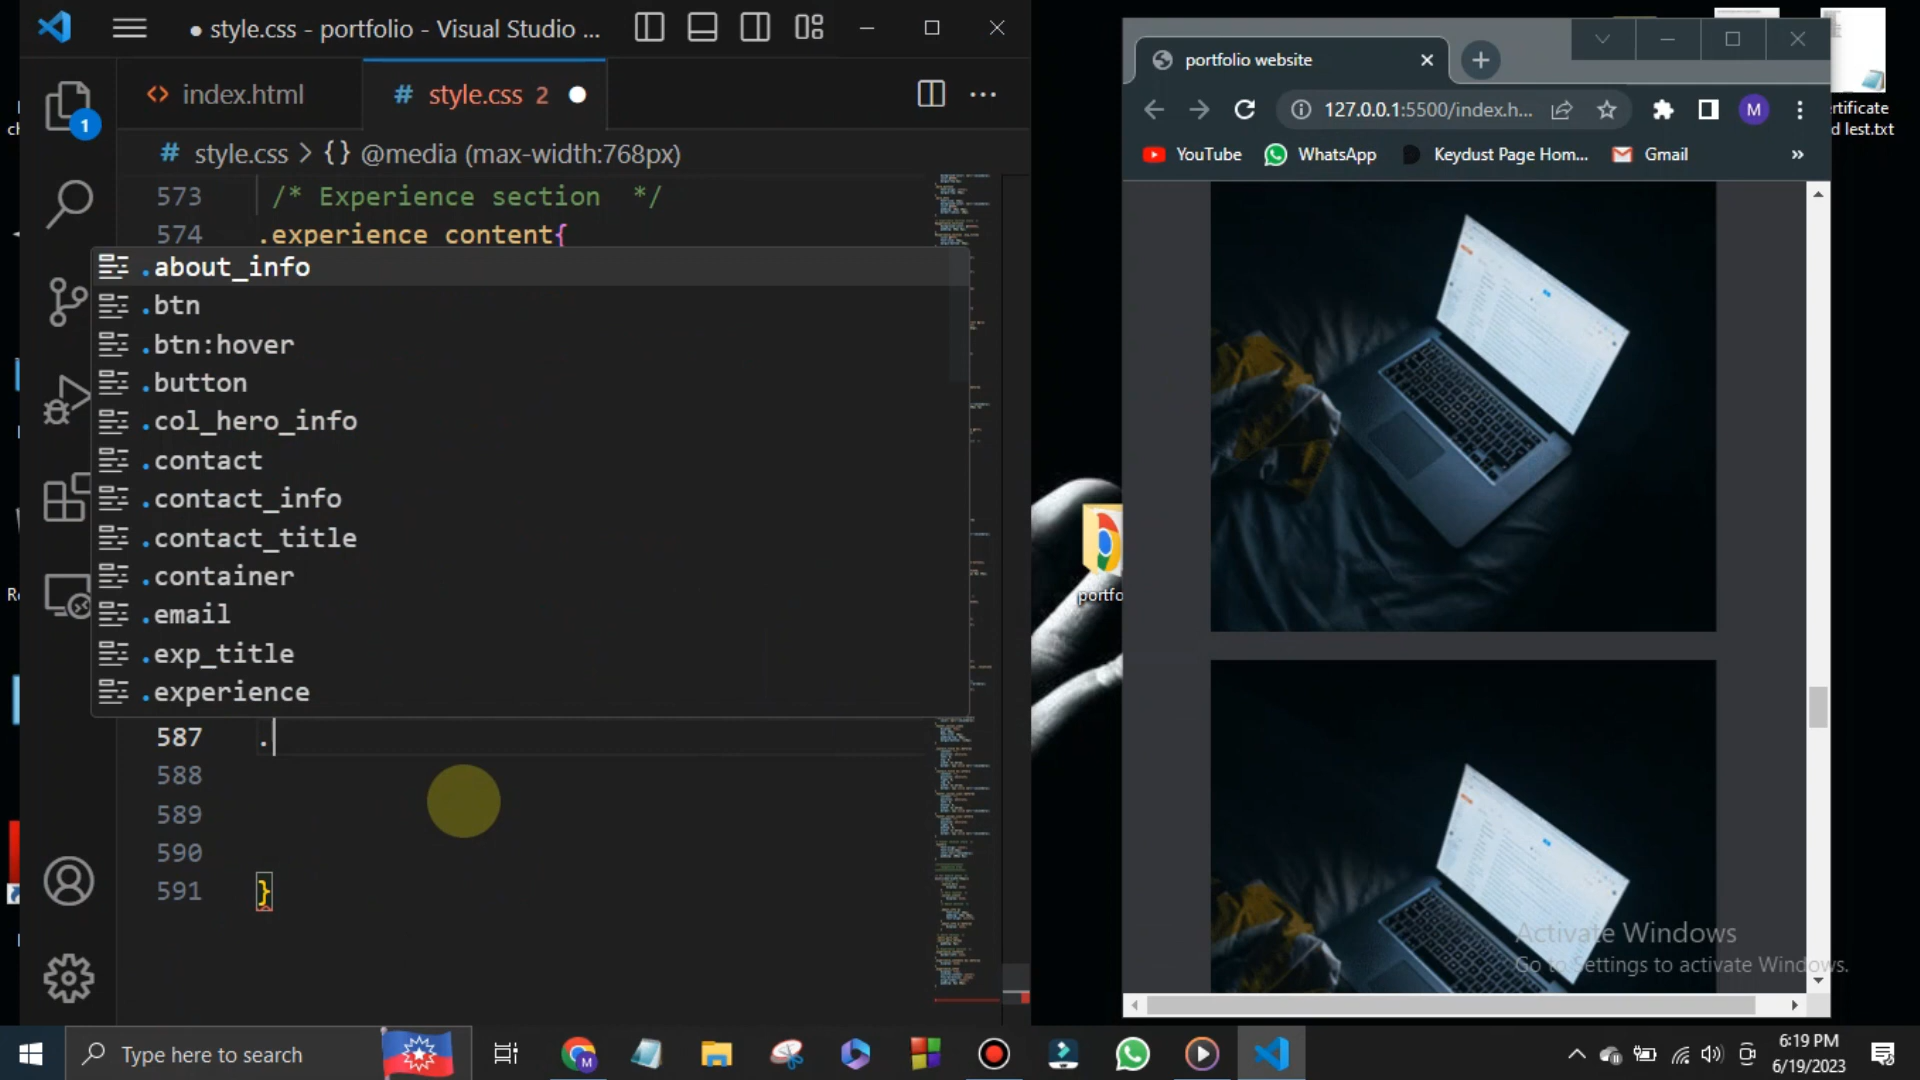 ● style.css - portfolio - Visual Studio ...
index.html
# style.css 2
1
# style.css > {} @media (max-width:768px)
573 /* Experience section */
574 .experience_content{
.about_info
.btn
.btn:hover
.button
.col_hero_info
.contact
.contact_info
.contact_title
.container
.email
.exp_title
.experience
587 .
588
589
590
591 }
portfolio website
127.0.0.1:5500/index.h...
M
YouTube
WhatsApp
Keydust Page Hom...
Gmail
»
rtificate
d lest.txt
portfo
Activate Windows
Go to Settings to activate Windows.
Type here to search
6:19 PM
6/19/2023